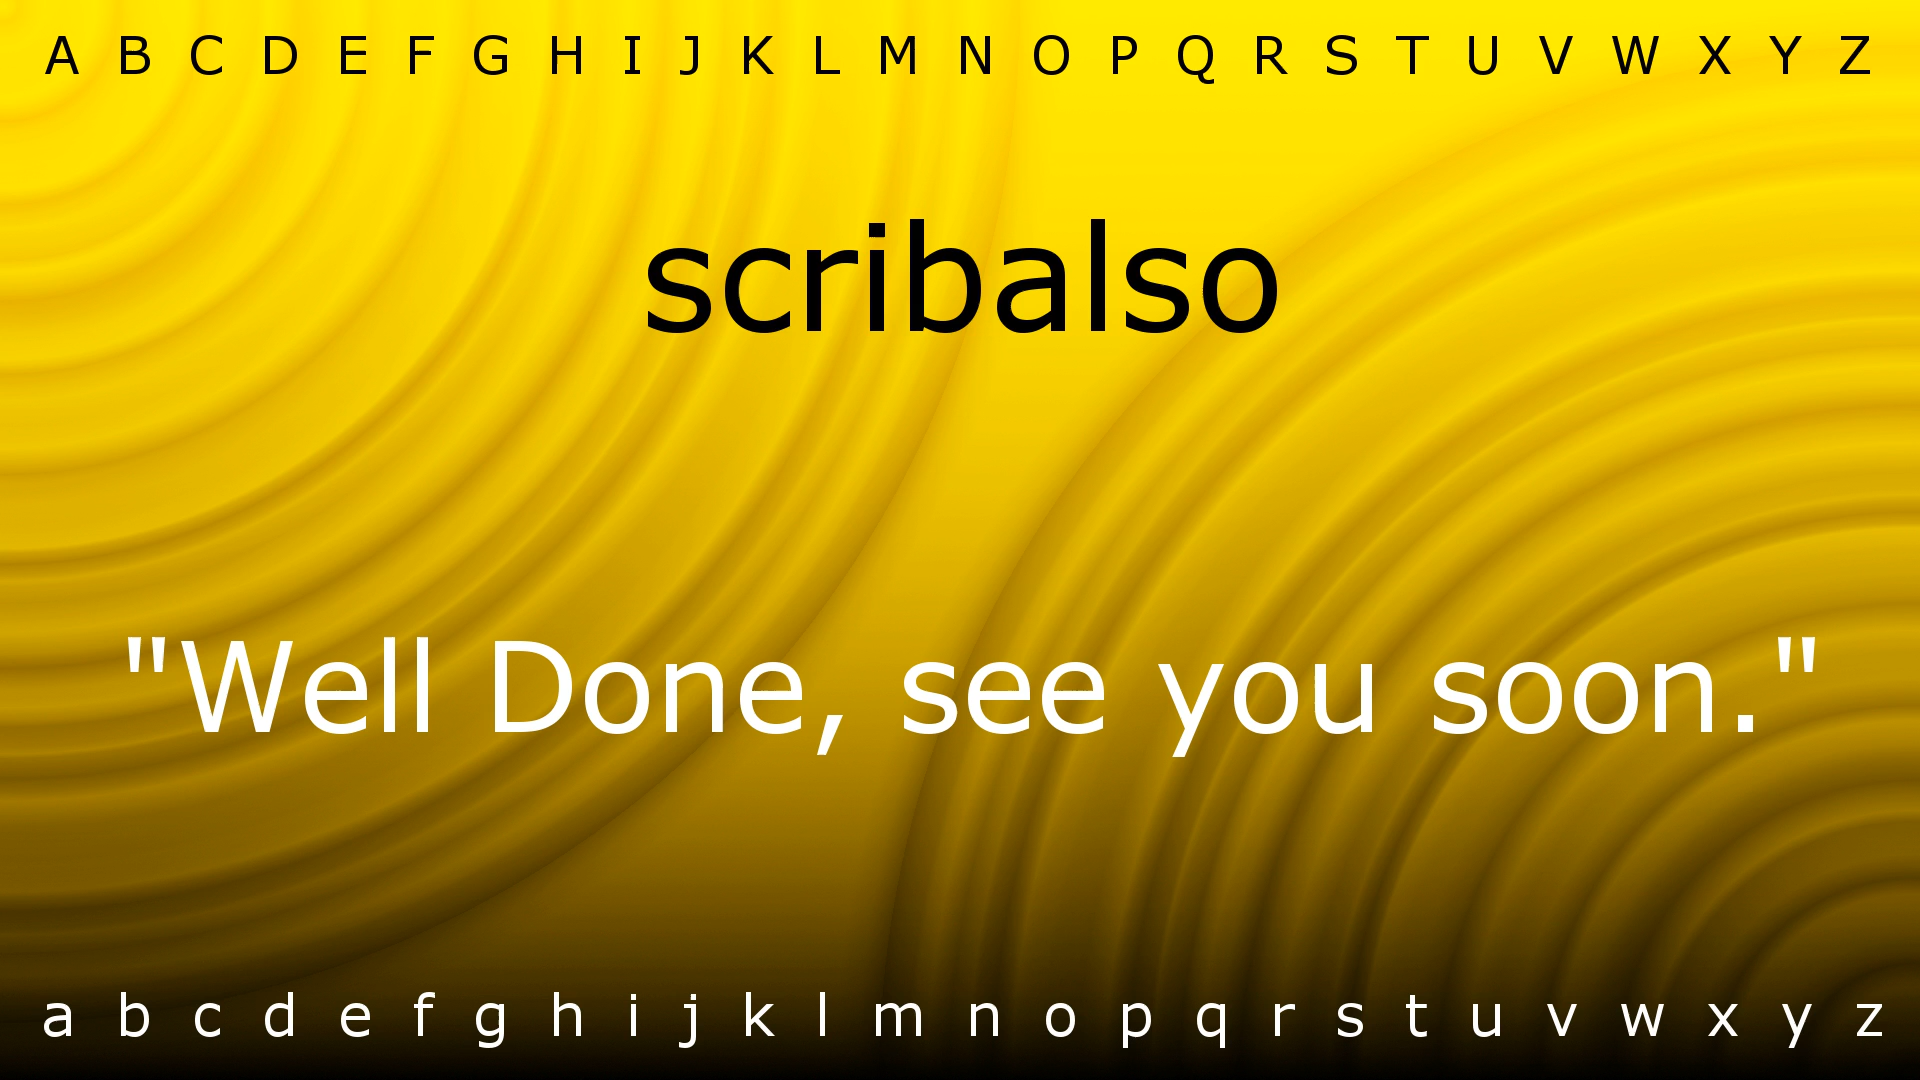 A B C D E F G H I J K L M N O P Q R S T U V W X Y Z
scribalso
"Well Done, see you soon."
a b c d e f g h i j k l m n o p q r s t u v w x y z